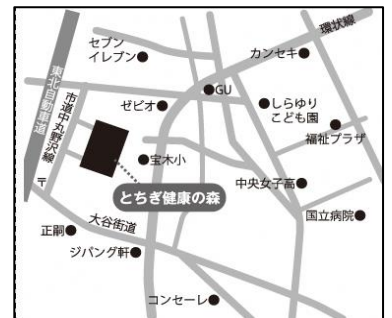 環状線
セブン
イレブン
カンセキ
東北自動車道
GU
市道中丸野沢線
ゼビオ
しらゆり
こども園
福祉プラザ
宝木小
とちぎ健康の森
中央女子高
〒
大谷街道
正嗣
国立病院
ジパング軒
コンセーレ